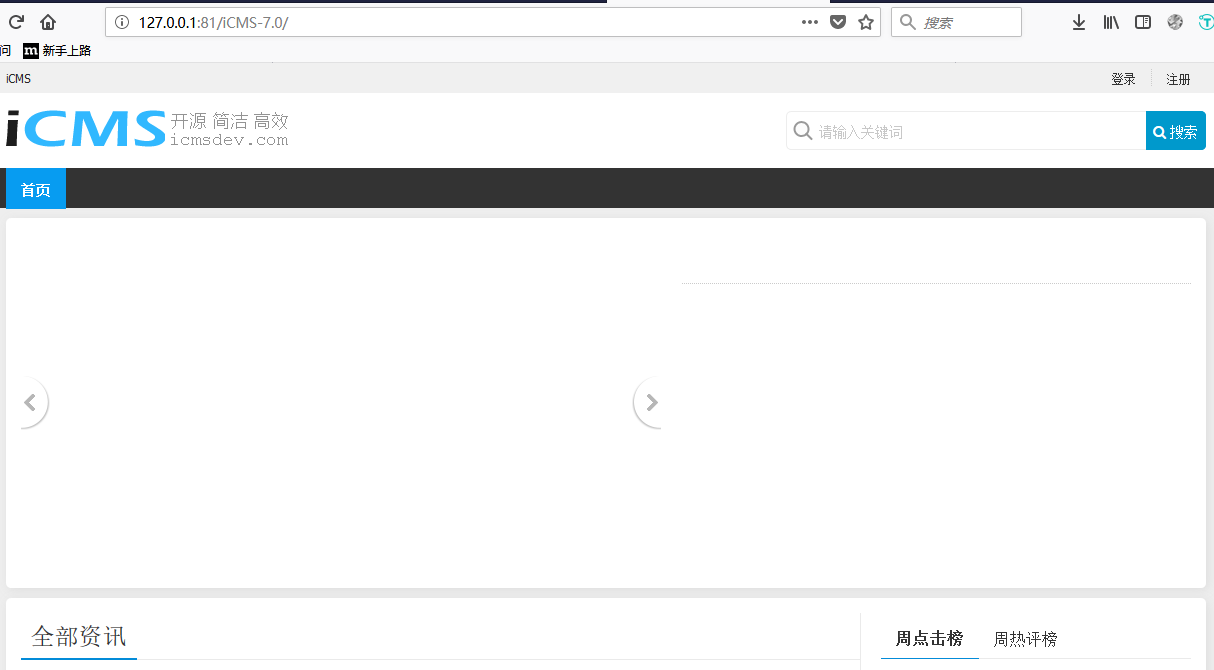 127.0.0.1:81/iCMS-7.0/
搜索
问 m 新手上路
iCMS
登录 注册
iCMS 开源 简洁 高效
icmsdev.com
请输入关键词 搜索
首页
全部资讯
周点击榜 周热评榜